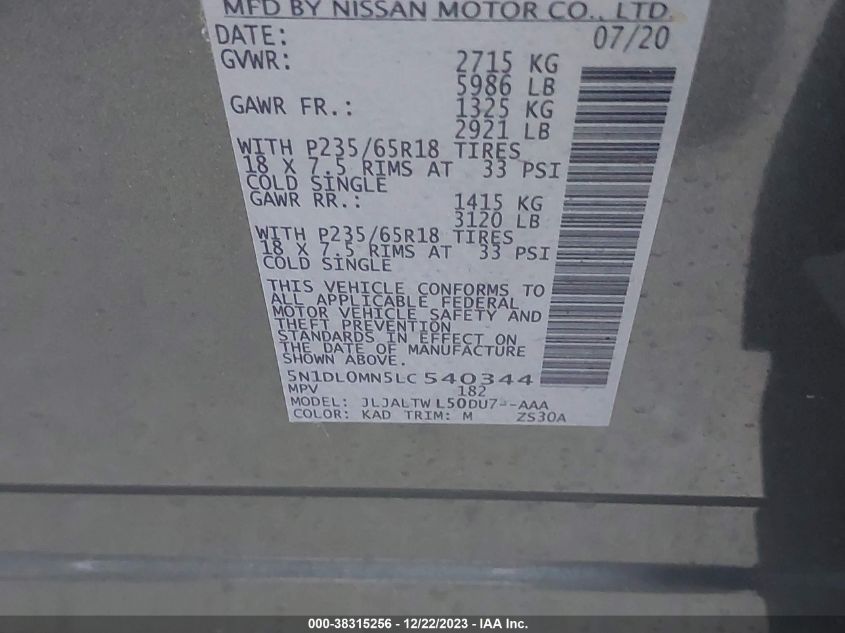 MFD BY NISSAN MOTOR CO., LTD.
DATE: 07/20
GVWR: 2715 KG
5986 LB
GAWR FR.: 1325 KG
2921 LB
WITH P235/65R18 TIRES
18 X 7.5 RIMS AT 33 PSI
COLD SINGLE
GAWR RR.: 1415 KG
3120 LB
WITH P235/65R18 TIRES
18 X 7.5 RIMS AT 33 PSI
COLD SINGLE
THIS VEHICLE CONFORMS TO
ALL APPLICABLE FEDERAL
MOTOR VEHICLE SAFETY AND
THEFT PREVENTION
STANDARDS IN EFFECT ON
THE DATE OF MANUFACTURE
SHOWN ABOVE.
5N1DL0MN5LC540344
MPV 182
MODEL: JLJALTWL50DU7--AAA
COLOR: KAD TRIM: M ZS30A
000-38315256 - 12/22/2023 - IAA Inc.